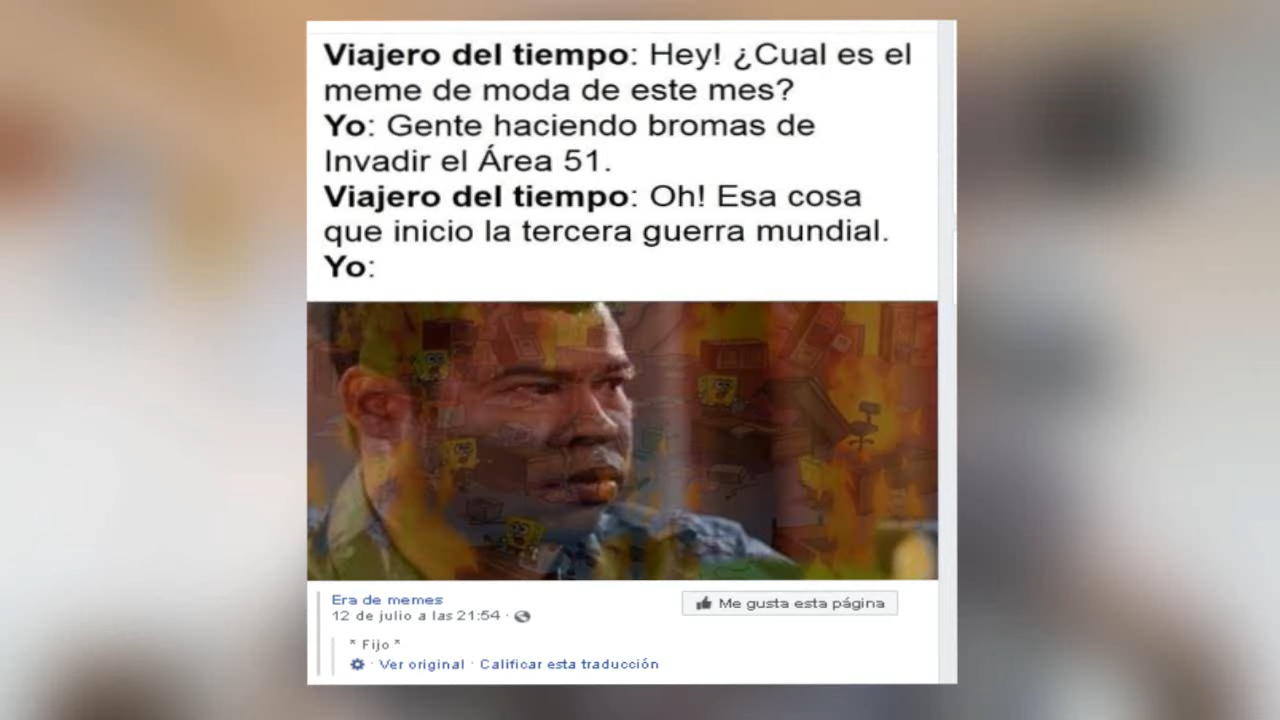 Viajero del tiempo: Hey! ¿Cual es el
meme de moda de este mes?
Yo: Gente haciendo bromas de
Invadir el Área 51.
Viajero del tiempo: Oh! Esa cosa
que inicio la tercera guerra mundial.
Yo:
Era de memes
12 de julio a las 21:54 ·
Me gusta esta página
* Fijo *
· Ver original · Calificar esta traducción